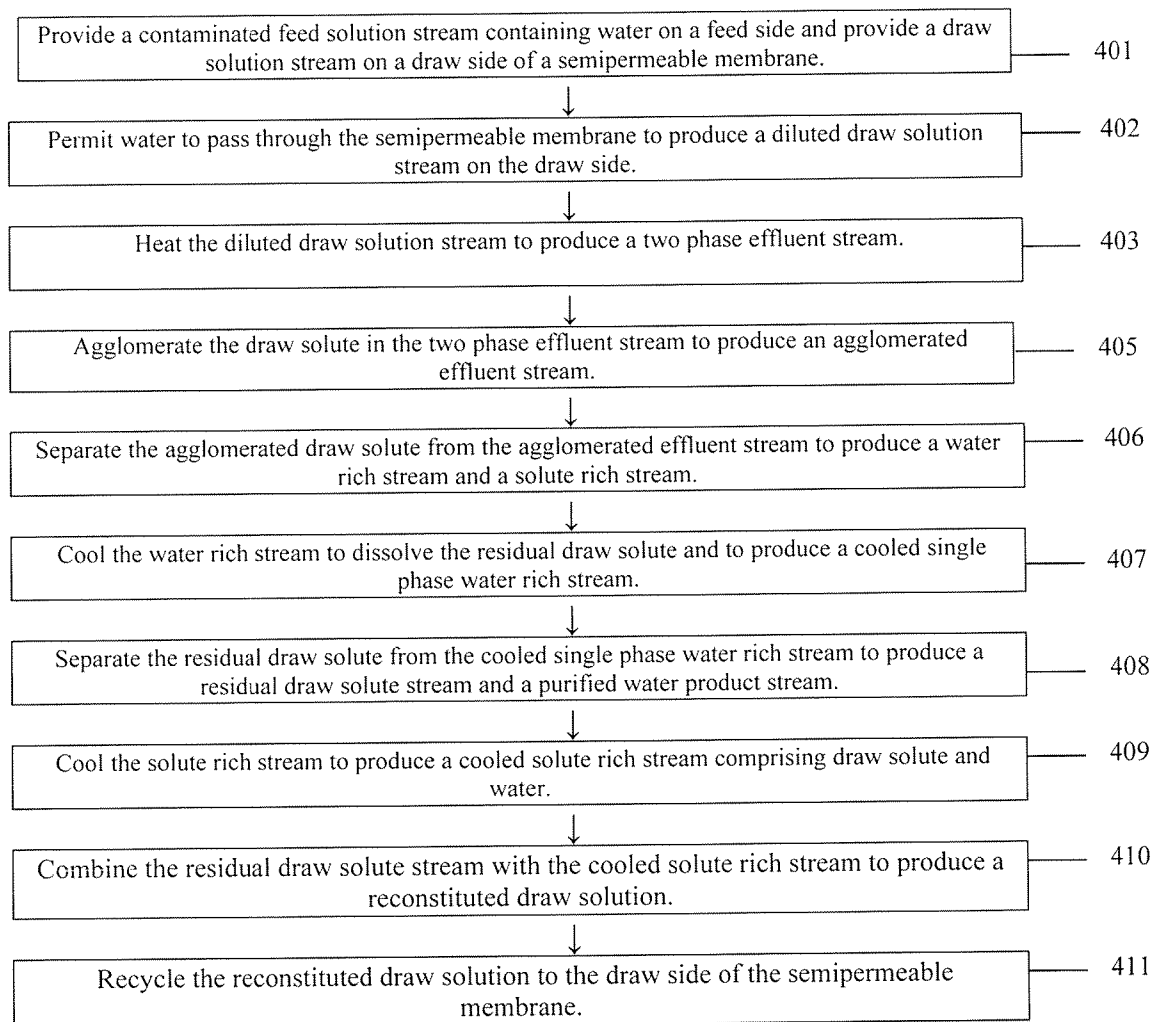 Provide a contaminated feed solution stream containing water on a feed side and provide a draw
solution stream on a draw side of a semipermeable membrane.
401
Permit water to pass through the semipermeable membrane to produce a diluted draw solution
stream on the draw side.
402
Heat the diluted draw solution stream to produce a two phase effluent stream.
403
Agglomerate the draw solute in the two phase effluent stream to produce an agglomerated
effluent stream.
405
Separate the agglomerated draw solute from the agglomerated effluent stream to produce a water
rich stream and a solute rich stream.
406
Cool the water rich stream to dissolve the residual draw solute and to produce a cooled single
phase water rich stream.
407
Separate the residual draw solute from the cooled single phase water rich stream to produce a
residual draw solute stream and a purified water product stream.
408
Cool the solute rich stream to produce a cooled solute rich stream comprising draw solute and
water.
409
Combine the residual draw solute stream with the cooled solute rich stream to produce a
reconstituted draw solution.
410
Recycle the reconstituted draw solution to the draw side of the semipermeable
membrane.
411